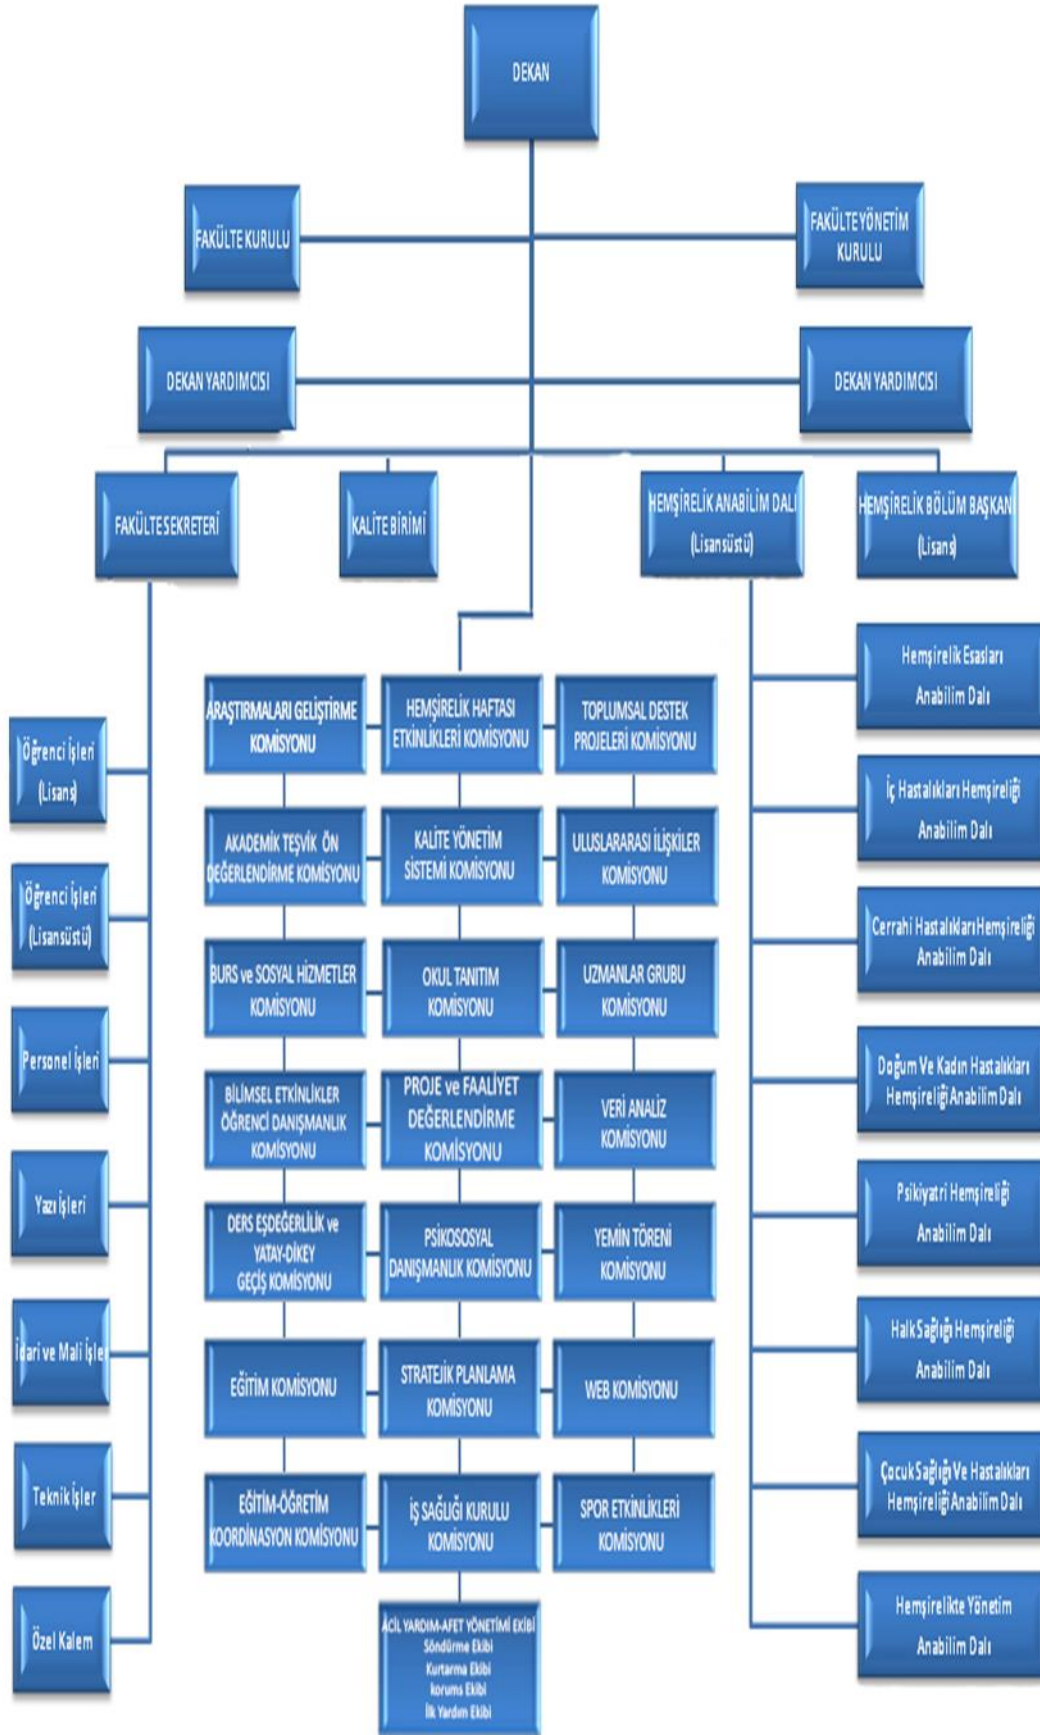 DEKAN
FAKÜLTE KURULU
FAKÜLTE YÖNETİM
KURULU
DEKAN YARDIMCISI
DEKAN YARDIMCISI
FAKÜLTE SEKRETERİ
KALİTE BİRİMİ
HEMŞİRELİK ANABİLİM DALI
(Lisansüstü)
HEMŞİRELİK BÖLÜM BAŞKANI
(Lisans)
Öğrenci İşleri
(Lisans)
Öğrenci İşleri
(Lisansüstü)
Personel İşleri
Yazı İşleri
İdari ve Mali İşler
Teknik İşler
Özel Kalem
ARAŞTIRMALARI GELİŞTİRME
KOMİSYONU
HEMŞİRELİK HAFTASI
ETKİNLİKLERİ KOMİSYONU
TOPLUMSAL DESTEK
PROJELERİ KOMİSYONU
AKADEMİK TEŞVİK ÖN
DEĞERLENDİRME KOMİSYONU
KALİTE YÖNETİM
SİSTEMİ KOMİSYONU
ULUSLARARASI İLİŞKİLER
KOMİSYONU
BURS ve SOSYAL HİZMETLER
KOMİSYONU
OKUL TANITIM
KOMİSYONU
UZMANLAR GRUBU
KOMİSYONU
BİLİMSEL ETKİNLİKLER
ÖĞRENCİ DANIŞMANLIK
KOMİSYONU
PROJE ve FAALİYET
DEĞERLENDİRME
KOMİSYONU
VERİ ANALİZ
KOMİSYONU
DERS EŞDEĞERLİLİK ve
YATAY-DİKEY
GEÇİŞ KOMİSYONU
PSİKOSOSYAL
DANIŞMANLIK KOMİSYONU
YEMİN TÖRENİ
KOMİSYONU
EĞİTİM KOMİSYONU
STRATEJİK PLANLAMA
KOMİSYONU
WEB KOMİSYONU
EĞİTİM-ÖĞRETİM
KOORDİNASYON KOMİSYONU
İŞ SAĞLIĞI KURULU
KOMİSYONU
SPOR ETKİNLİKLERİ
KOMİSYONU
ACİL YARDIM-AFET YÖNETİMİ EKİBİ
Söndürme Ekibi
Kurtarma Ekibi
korums Ekibi
İlk Yardım Ekibi
Hemşirelik Esasları
Anabilim Dalı
İç Hastalıkları Hemşireliği
Anabilim Dalı
Cerrahi Hastalıkları Hemşireliği
Anabilim Dalı
Doğum Ve Kadın Hastalıkları
Hemşireliği Anabilim Dalı
Psikiyatri Hemşireliği
Anabilim Dalı
Halk Sağlığı Hemşireliği
Anabilim Dalı
Çocuk Sağlığı Ve Hastalıkları
Hemşireliği Anabilim Dalı
Hemşirelikte Yönetim
Anabilim Dalı